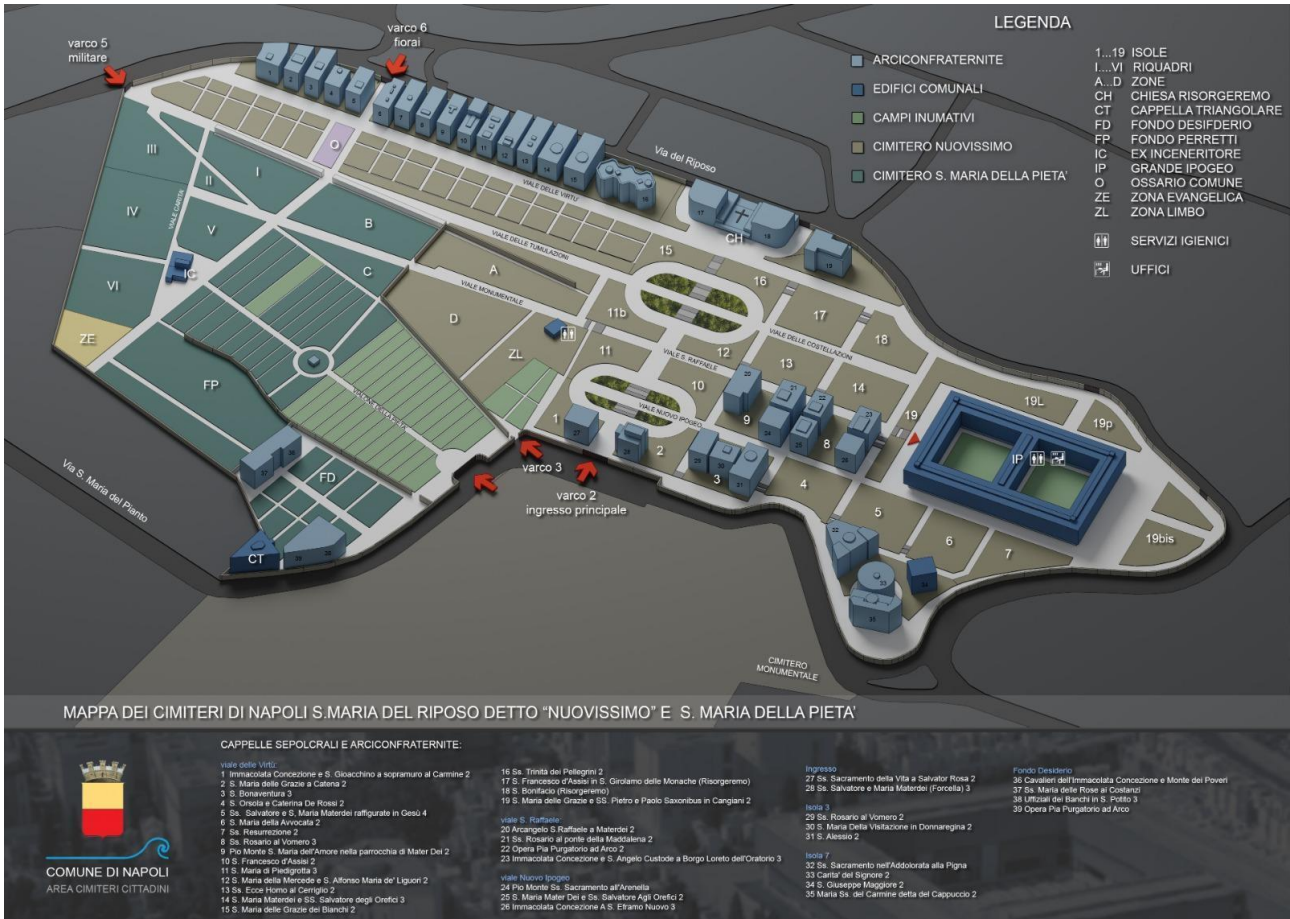 varco 5
militare
varco 6
fiorai
LEGENDA
ARCICONFRATERNITE
EDIFICI COMUNALI
CAMPI INUMATIVI
CIMITERO NUOVISSIMO
CIMITERO S. MARIA DELLA PIETA'
1...19 ISOLE
I....VI RIQUADRI
A...D ZONE
CH CHIESA RISORGEREMO
CT CAPPELLA TRIANGOLARE
FD FONDO DESIFDERIO
FP FONDO PERRETTI
IC EX INCENERITORE
IP GRANDE IPOGEO
O OSSARIO COMUNE
ZE ZONA EVANGELICA
ZL ZONA LIMBO
SERVIZI IGIENICI
UFFICI
Via del Riposo
VIALE DELLE VIRTU'
VIALE DELLE TUMULAZIONI
VIALE MONUMENTALE
VIALE CARITA'
VIALE S. RAFFAELE
VIALE DELLE COSTELLAZIONI
VIALE NUOVO IPOGEO
III
II
I
IV
V
VI
O
B
C
A
D
IC
ZE
FP
FD
CT
ZL
CH
IP
15
16
17
18
11b
11
12
13
14
10
9
8
1
2
3
4
5
6
7
19
19L
19p
19bis
varco 3
varco 2
ingresso principale
Via S. Maria del Pianto
CIMITERO
MONUMENTALE
MAPPA DEI CIMITERI DI NAPOLI S.MARIA DEL RIPOSO DETTO "NUOVISSIMO" E S. MARIA DELLA PIETA'
COMUNE DI NAPOLI
AREA CIMITERI CITTADINI
CAPPELLE SEPOLCRALI E ARCICONFRATERNITE:
viale delle Virtù:
1 Immacolata Concezione e S. Gioacchino a sopramuro al Carmine 2
2 S. Maria delle Grazie a Catena 2
3 S. Bonaventura 3
4 S. Orsola e Caterina De Rossi 2
5 Ss. Salvatore e S, Maria Materdei raffigurate in Gesù 4
6 S. Maria della Avvocata 2
7 Ss. Resurrezione 2
8 Ss. Rosario al Vomero 3
9 Pio Monte S. Maria dell'Amore nella parrocchia di Mater Dei 2
10 S. Francesco d'Assisi 2
11 S. Maria di Piedigrotta 3
12 S. Maria della Mercede e S. Alfonso Maria de' Liguori 2
13 Ss. Ecce Homo al Cerriglio 2
14 S. Maria Materdei e SS. Salvatore degli Orefici 3
15 S. Maria delle Grazie dei Bianchi 2
16 Ss. Trinità dei Pellegrini 2
17 S. Francesco d'Assisi in S. Girolamo delle Monache (Risorgeremo)
18 S. Bonifacio (Risorgeremo)
19 S. Maria delle Grazie e SS. Pietro e Paolo Saxonibus in Cangiani 2
viale S. Raffaele:
20 Arcangelo S.Raffaele a Materdei 2
21 Ss. Rosario al ponte della Maddalena 2
22 Opera Pia Purgatorio ad Arco 2
23 Immacolata Concezione e S. Angelo Custode a Borgo Loreto dell'Oratorio 3
viale Nuovo Ipogeo
24 Pio Monte Ss. Sacramento all'Arenella
25 S. Maria Mater Dei e Ss. Salvatore Agli Orefici 2
26 Immacolata Concezione A S. Eframo Nuovo 3
Ingresso
27 Ss. Sacramento della Vita a Salvator Rosa 2
28 Ss. Salvatore e Maria Materdei (Forcella) 3
Isola 3
29 Ss. Rosario al Vomero 2
30 S. Maria Della Visitazione in Donnaregina 2
31 S. Alessio 2
Isola 7
32 Ss. Sacramento nell'Addolorata alla Pigna
33 Carita' del Signore 2
34 S. Giuseppe Maggiore 2
35 Maria Ss. del Carmine detta del Cappuccio 2
Fondo Desiderio
36 Cavalieri dell'Immacolata Concezione e Monte dei Poveri
37 Ss. Maria delle Rose ai Costanzi
38 Uffiziali dei Banchi in S. Potito 3
39 Opera Pia Purgatorio ad Arco